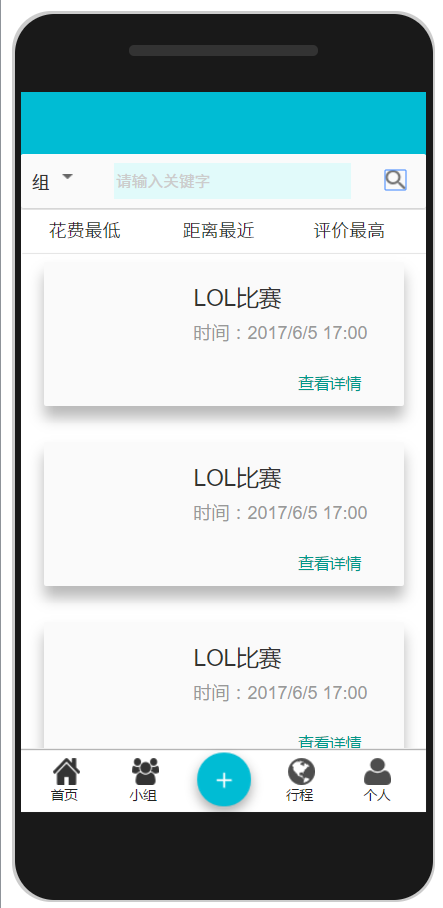 组 请输入关键字
花费最低 距离最近 评价最高
LOL比赛
时间：2017/6/5 17:00
查看详情
LOL比赛
时间：2017/6/5 17:00
查看详情
LOL比赛
时间：2017/6/5 17:00
查看详情
首页 小组 + 行程 个人